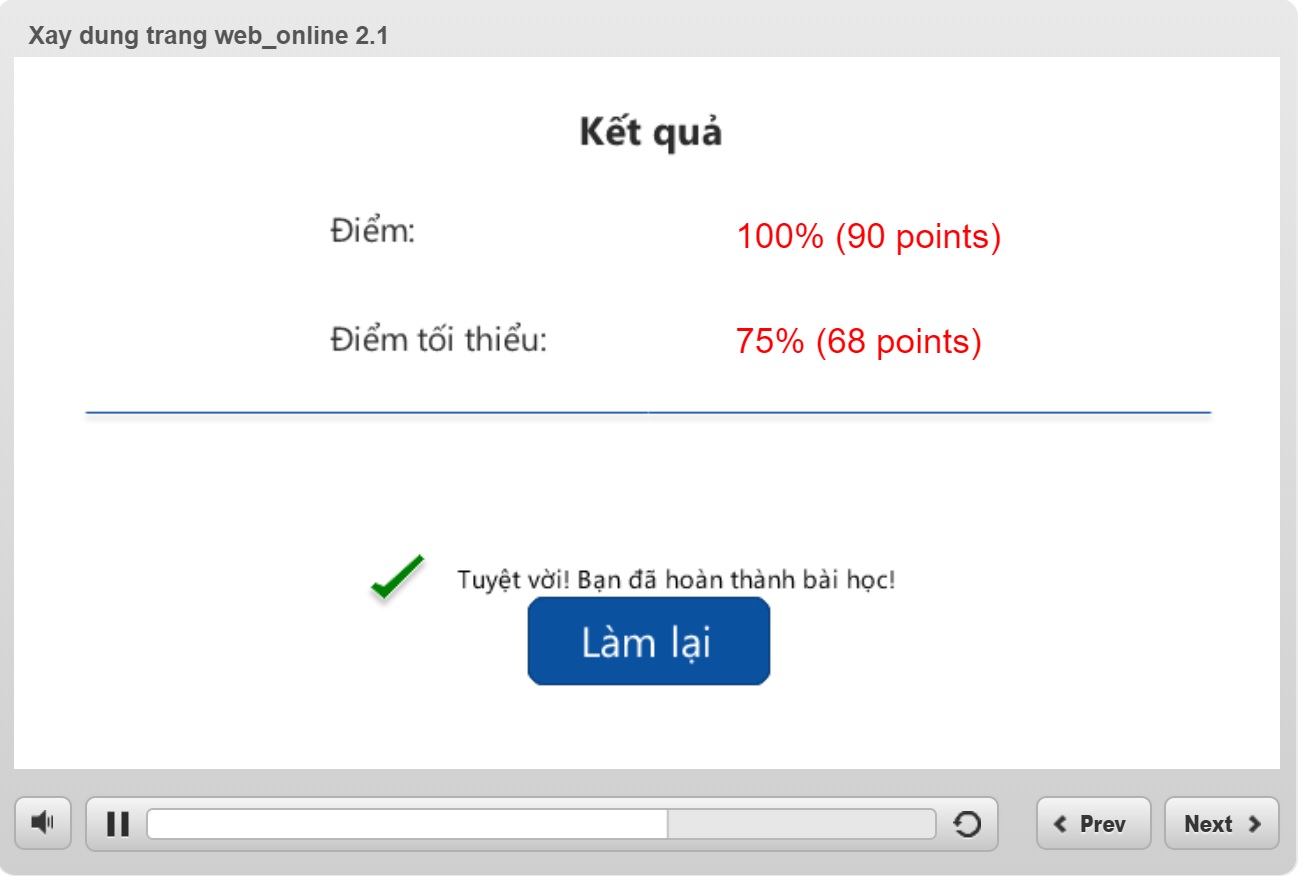 Xay dung trang web_online 2.1
Kết quả
Điểm: 100% (90 points)
Điểm tối thiểu: 75% (68 points)
Tuyệt vời! Bạn đã hoàn thành bài học!
Làm lại
Prev Next